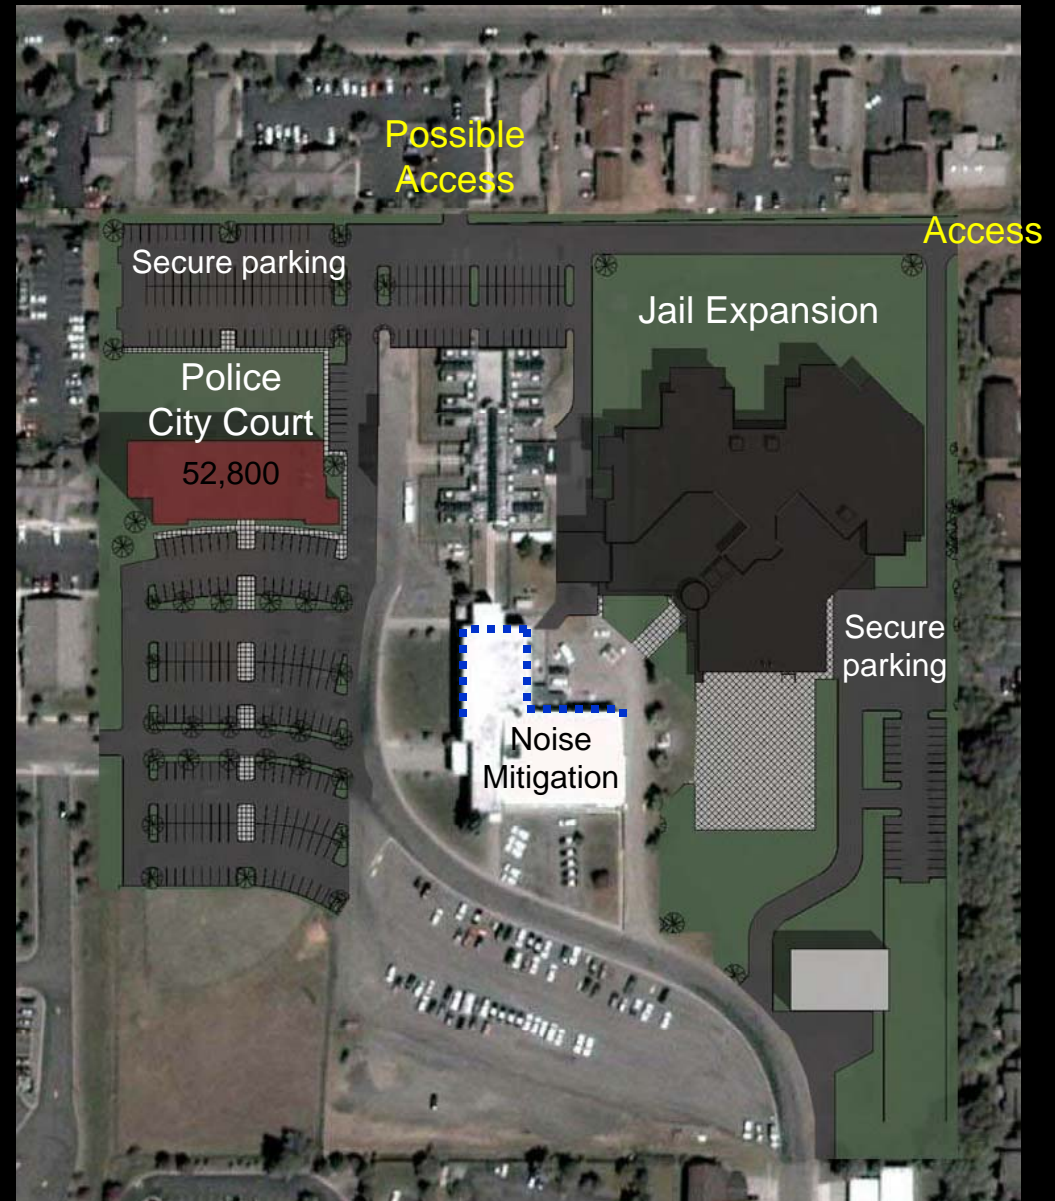 Possible
Access
Access
Secure parking
Jail Expansion
Police
City Court
52,800
Secure
parking
Noise
Mitigation